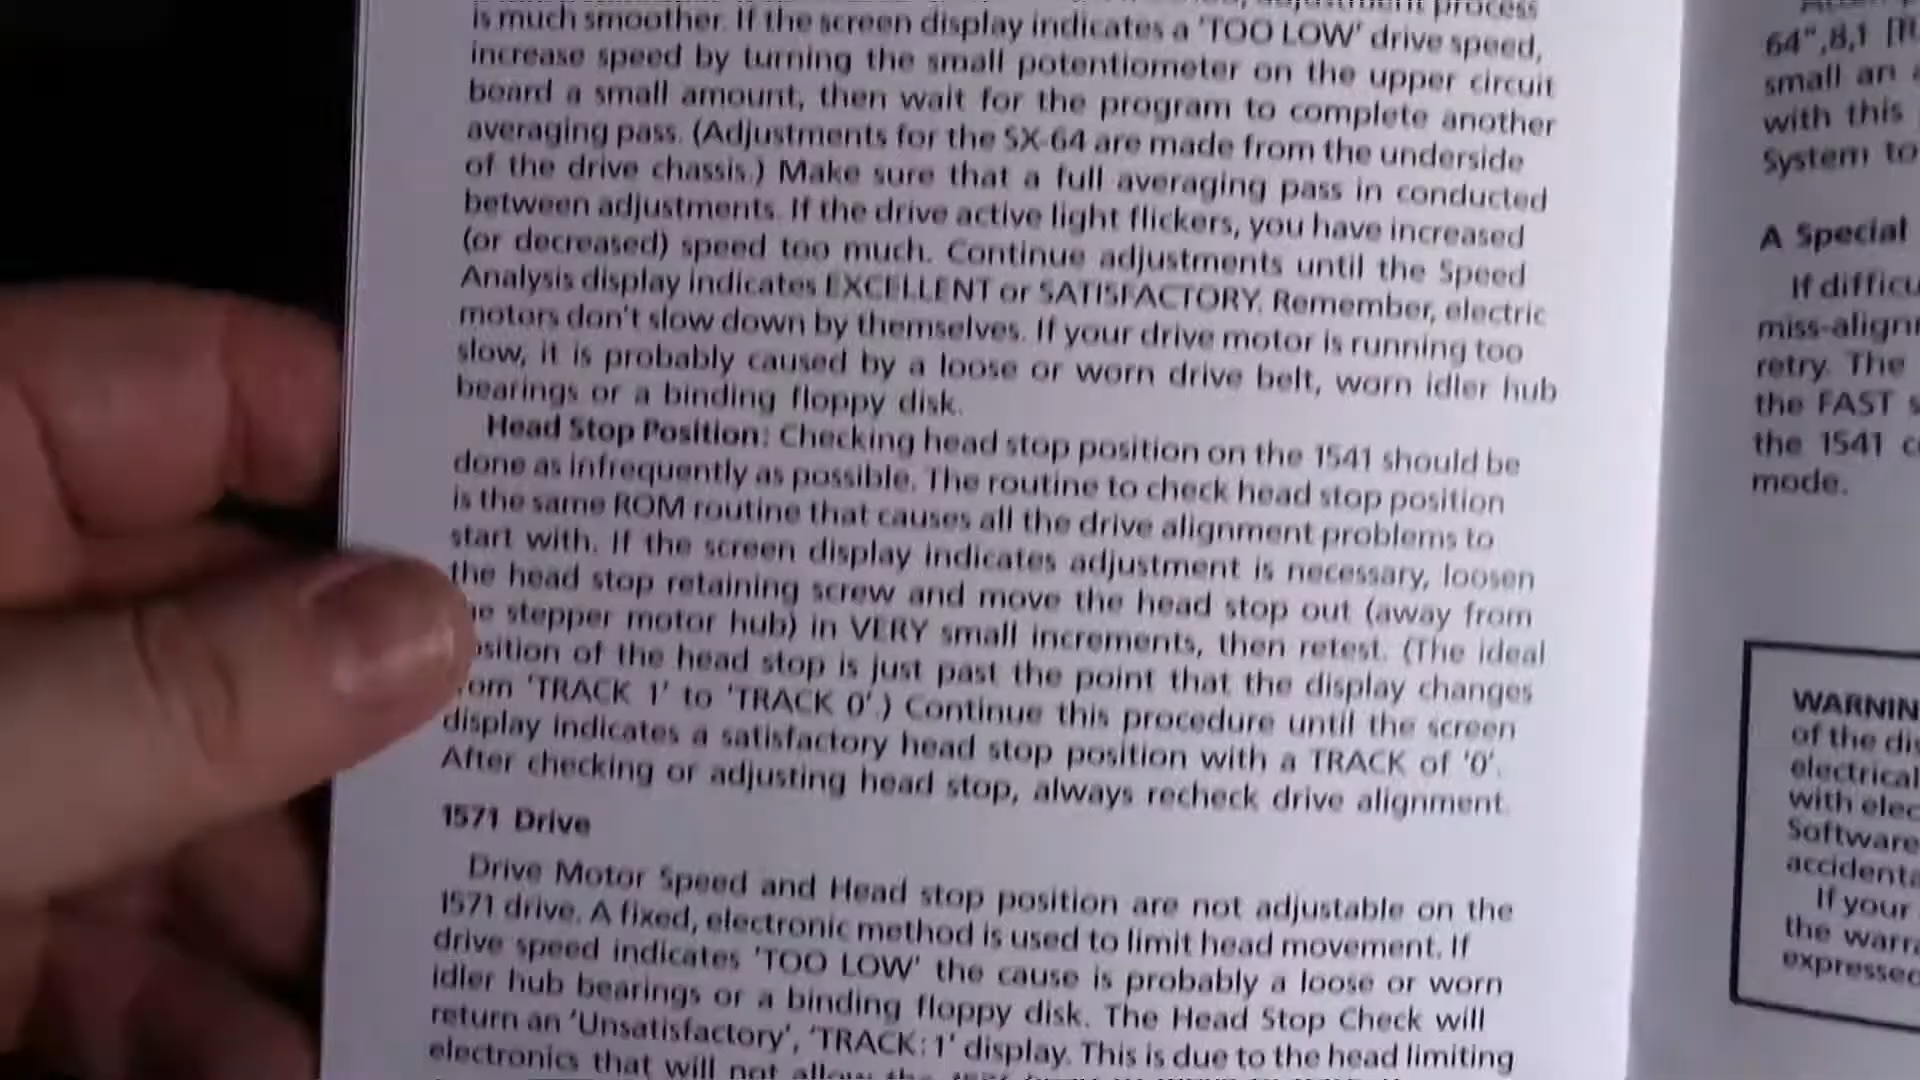 adjustment process
is much smoother. If the screen display indicates a 'TOO LOW' drive speed,
increase speed by turning the small potentiometer on the upper circuit
board a small amount, then wait for the program to complete another
averaging pass. (Adjustments for the SX-64 are made from the underside
of the drive chassis.) Make sure that a full averaging pass in conducted
between adjustments. If the drive active light flickers, you have increased
(or decreased) speed too much. Continue adjustments until the Speed
Analysis display indicates EXCELLENT or SATISFACTORY. Remember, electric
motors don't slow down by themselves. If your drive motor is running too
slow, it is probably caused by a loose or worn drive belt, worn idler hub
bearings or a binding floppy disk.
Head Stop Position: Checking head stop position on the 1541 should be
done as infrequently as possible. The routine to check head stop position
is the same ROM routine that causes all the drive alignment problems to
start with. If the screen display indicates adjustment is necessary, loosen
the head stop retaining screw and move the head stop out (away from
he stepper motor hub) in VERY small increments, then retest. (The ideal
osition of the head stop is just past the point that the display changes
rom 'TRACK 1' to 'TRACK 0'.) Continue this procedure until the screen
display indicates a satisfactory head stop position with a TRACK of '0'.
After checking or adjusting head stop, always recheck drive alignment.
1571 Drive
Drive Motor Speed and Head stop position are not adjustable on the
1571 drive. A fixed, electronic method is used to limit head movement. If
drive speed indicates 'TOO LOW' the cause is probably a loose or worn
idler hub bearings or a binding floppy disk. The Head Stop Check will
return an 'Unsatisfactory', 'TRACK:1' display. This is due to the head limiting
electronics that will not allow the
64",8,1 [R
small an
with this
System to
A Special
If difficu
miss-alignm
retry. The
the FAST s
the 1541 c
mode.
WARNIN
of the dis
electrical
with elec
Software
accidenta
If your
the warra
expressed